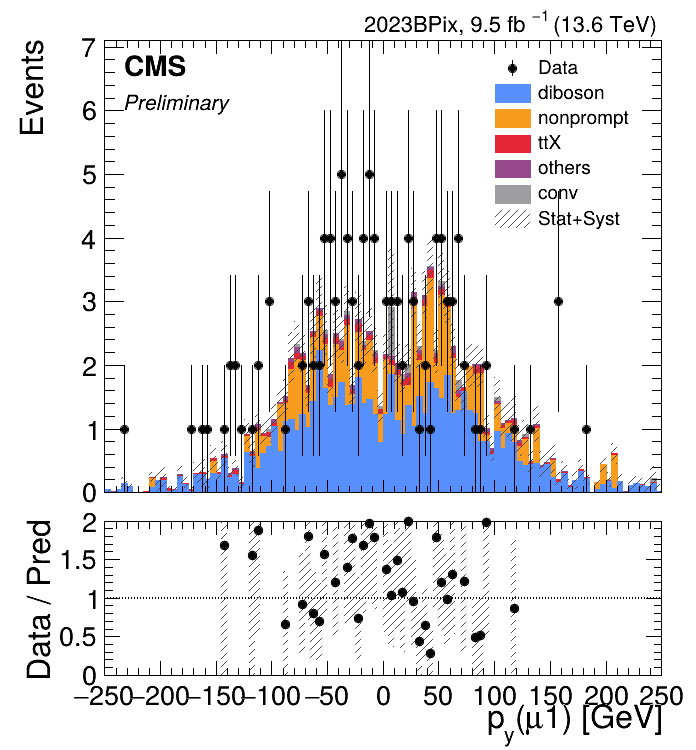 2023BPix, 9.5 fb⁻¹ (13.6 TeV)
CMS
Preliminary
Events
7
6
5
4
3
2
1
0
Data
diboson
nonprompt
ttX
others
conv
Stat+Syst
Data / Pred
2
1.5
1
0.5
0
−250 −200 −150 −100 −50 0 50 100 150 200 250
p_y(μ1) [GeV]